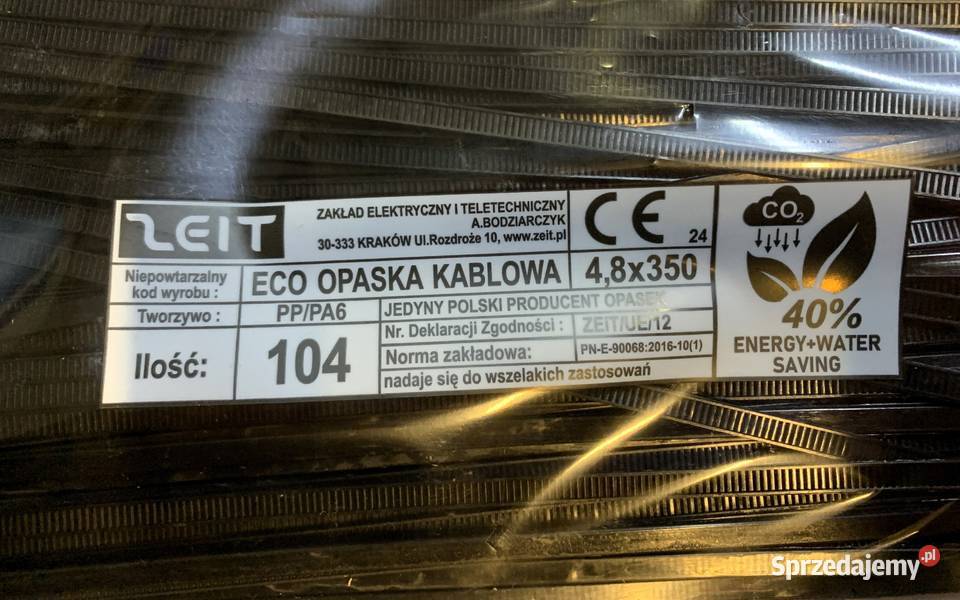 ZEIT
ZAKŁAD ELEKTRYCZNY I TELETECHNICZNY
A.BODZIARCZYK
30-333 KRAKÓW Ul.Rozdroże 10, www.zeit.pl
CE 24
Niepowtarzalny
kod wyrobu :
ECO OPASKA KABLOWA
4,8x350
Tworzywo :
PP/PA6
JEDYNY POLSKI PRODUCENT OPASEK
Nr. Deklaracji Zgodności :
ZEIT/UE/12
Ilość:
104
Norma zakładowa:
PN-E-90068:2016-10(1)
nadaje się do wszelakich zastosowań
CO2
40%
ENERGY+WATER
SAVING
Sprzedajemy.pl